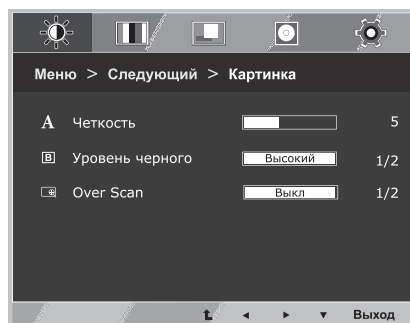 Меню > Следующий > Картинка
A Четкость 5
B Уровень черного Высокий 1/2
Over Scan Выкл 1/2
Выход